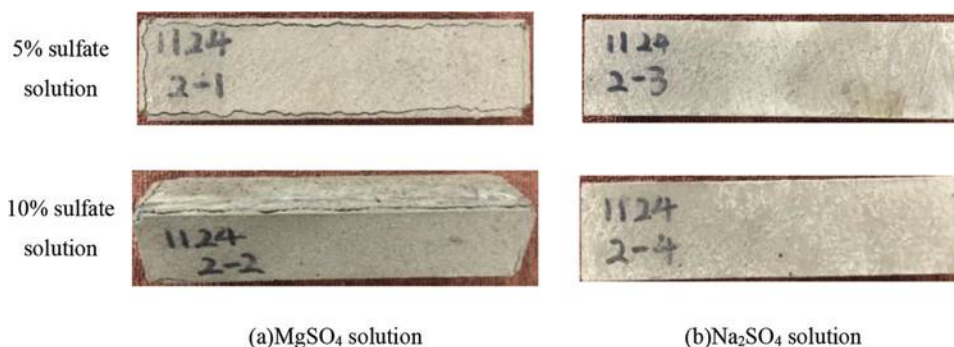 5% sulfate
solution
1124
2-1
1124
2-3
10% sulfate
solution
1124
2-2
1124
2-4
(a)MgSO₄ solution
(b)Na₂SO₄ solution